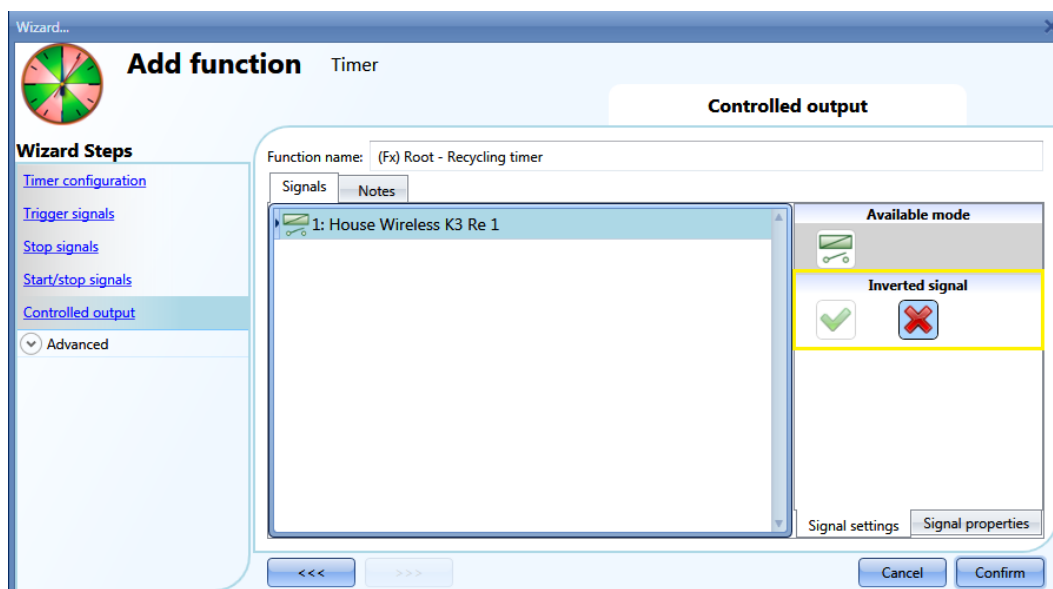 Wizard...
Add function Timer
Controlled output
Wizard Steps
Timer configuration
Trigger signals
Stop signals
Start/stop signals
Controlled output
Advanced
Function name: (Fx) Root - Recycling timer
Signals Notes
1: House Wireless K3 Re 1
Available mode
Inverted signal
Signal settings Signal properties
<<< >>> Cancel Confirm